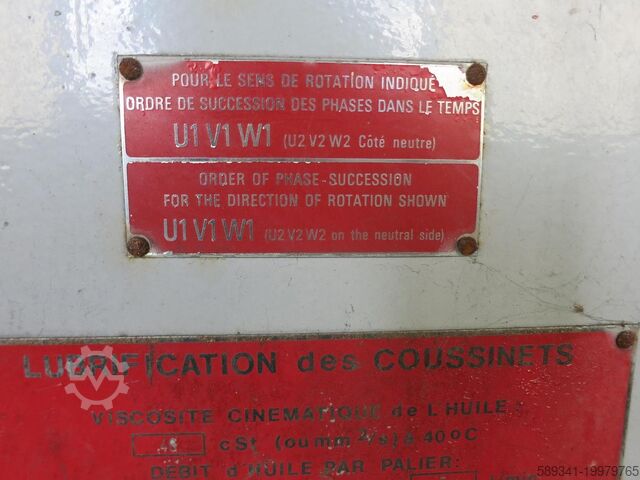 POUR LE SENS DE ROTATION INDIQUE
ORDRE DE SUCCESSION DES PHASES DANS LE TEMPS
U1 V1 W1 (U2 V2 W2 Côté neutre)
ORDER OF PHASE-SUCCESSION
FOR THE DIRECTION OF ROTATION SHOWN
U1 V1 W1 (U2 V2 W2 on the neutral side)
LUBRIFICATION des COUSSINETS
VISCOSITE CINEMATIQUE de L'HUILE:
cSt (ou mm²/s) à 40°C
DEBIT d'HUILE PAR PALIER:
589341-19979765